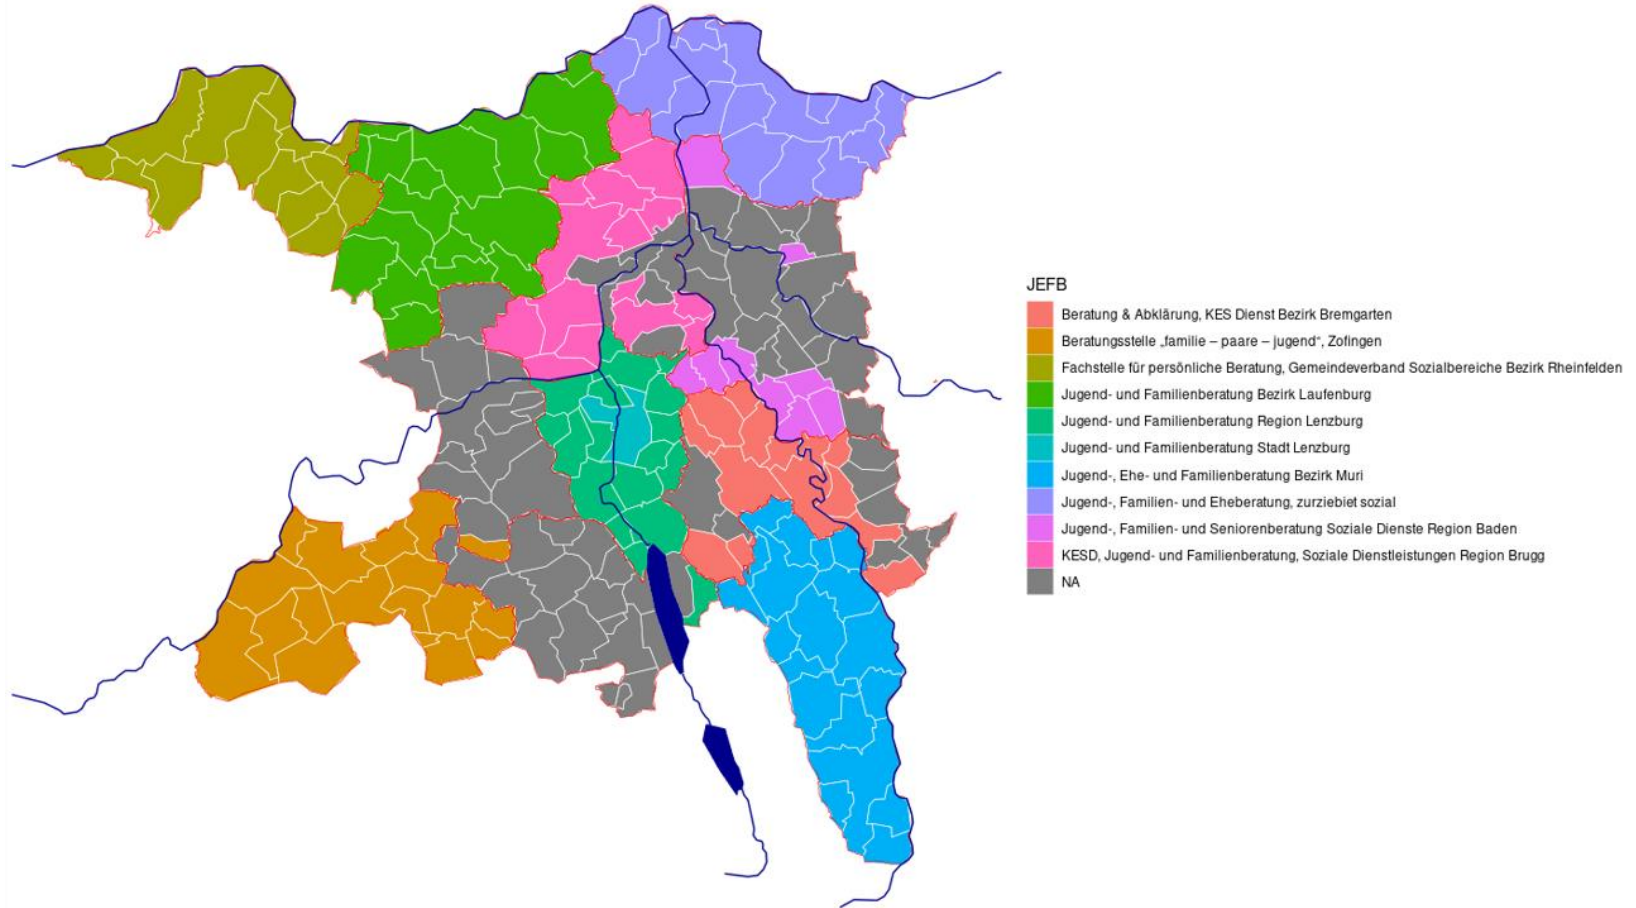 JEFB
Beratung & Abklärung, KES Dienst Bezirk Bremgarten
Beratungsstelle „familie – paare – jugend“, Zofingen
Fachstelle für persönliche Beratung, Gemeindeverband Sozialbereiche Bezirk Rheinfelden
Jugend- und Familienberatung Bezirk Laufenburg
Jugend- und Familienberatung Region Lenzburg
Jugend- und Familienberatung Stadt Lenzburg
Jugend-, Ehe- und Familienberatung Bezirk Muri
Jugend-, Familien- und Eheberatung, zurziebiet sozial
Jugend-, Familien- und Seniorenberatung Soziale Dienste Region Baden
KESD, Jugend- und Familienberatung, Soziale Dienstleistungen Region Brugg
NA